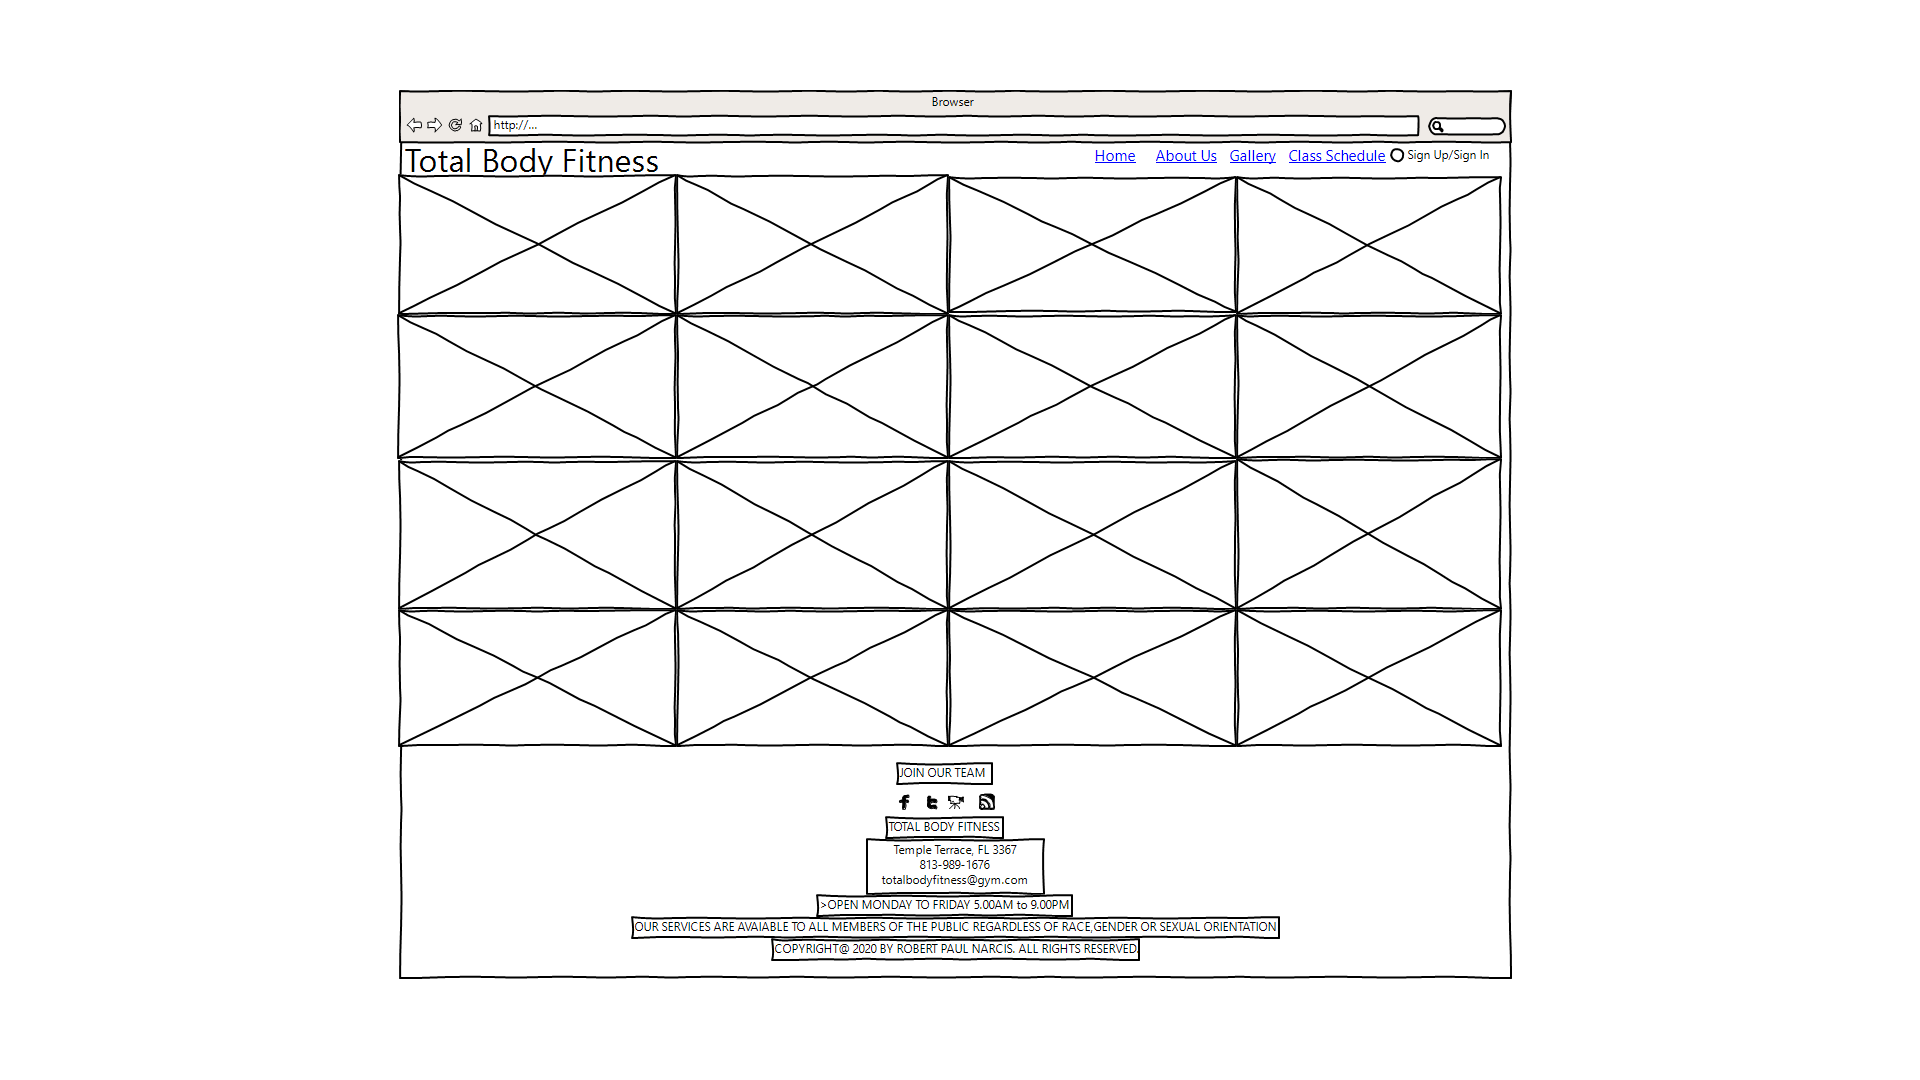 Browser
http://...
Total Body Fitness
Home About Us Gallery Class Schedule Sign Up/Sign In
JOIN OUR TEAM
TOTAL BODY FITNESS
Temple Terrace, FL 3367
813-989-1676
totalbodyfitness@gym.com
>OPEN MONDAY TO FRIDAY 5.00AM to 9.00PM
OUR SERVICES ARE AVAIABLE TO ALL MEMBERS OF THE PUBLIC REGARDLESS OF RACE,GENDER OR SEXUAL ORIENTATION
COPYRIGHT@ 2020 BY ROBERT PAUL NARCIS. ALL RIGHTS RESERVED.